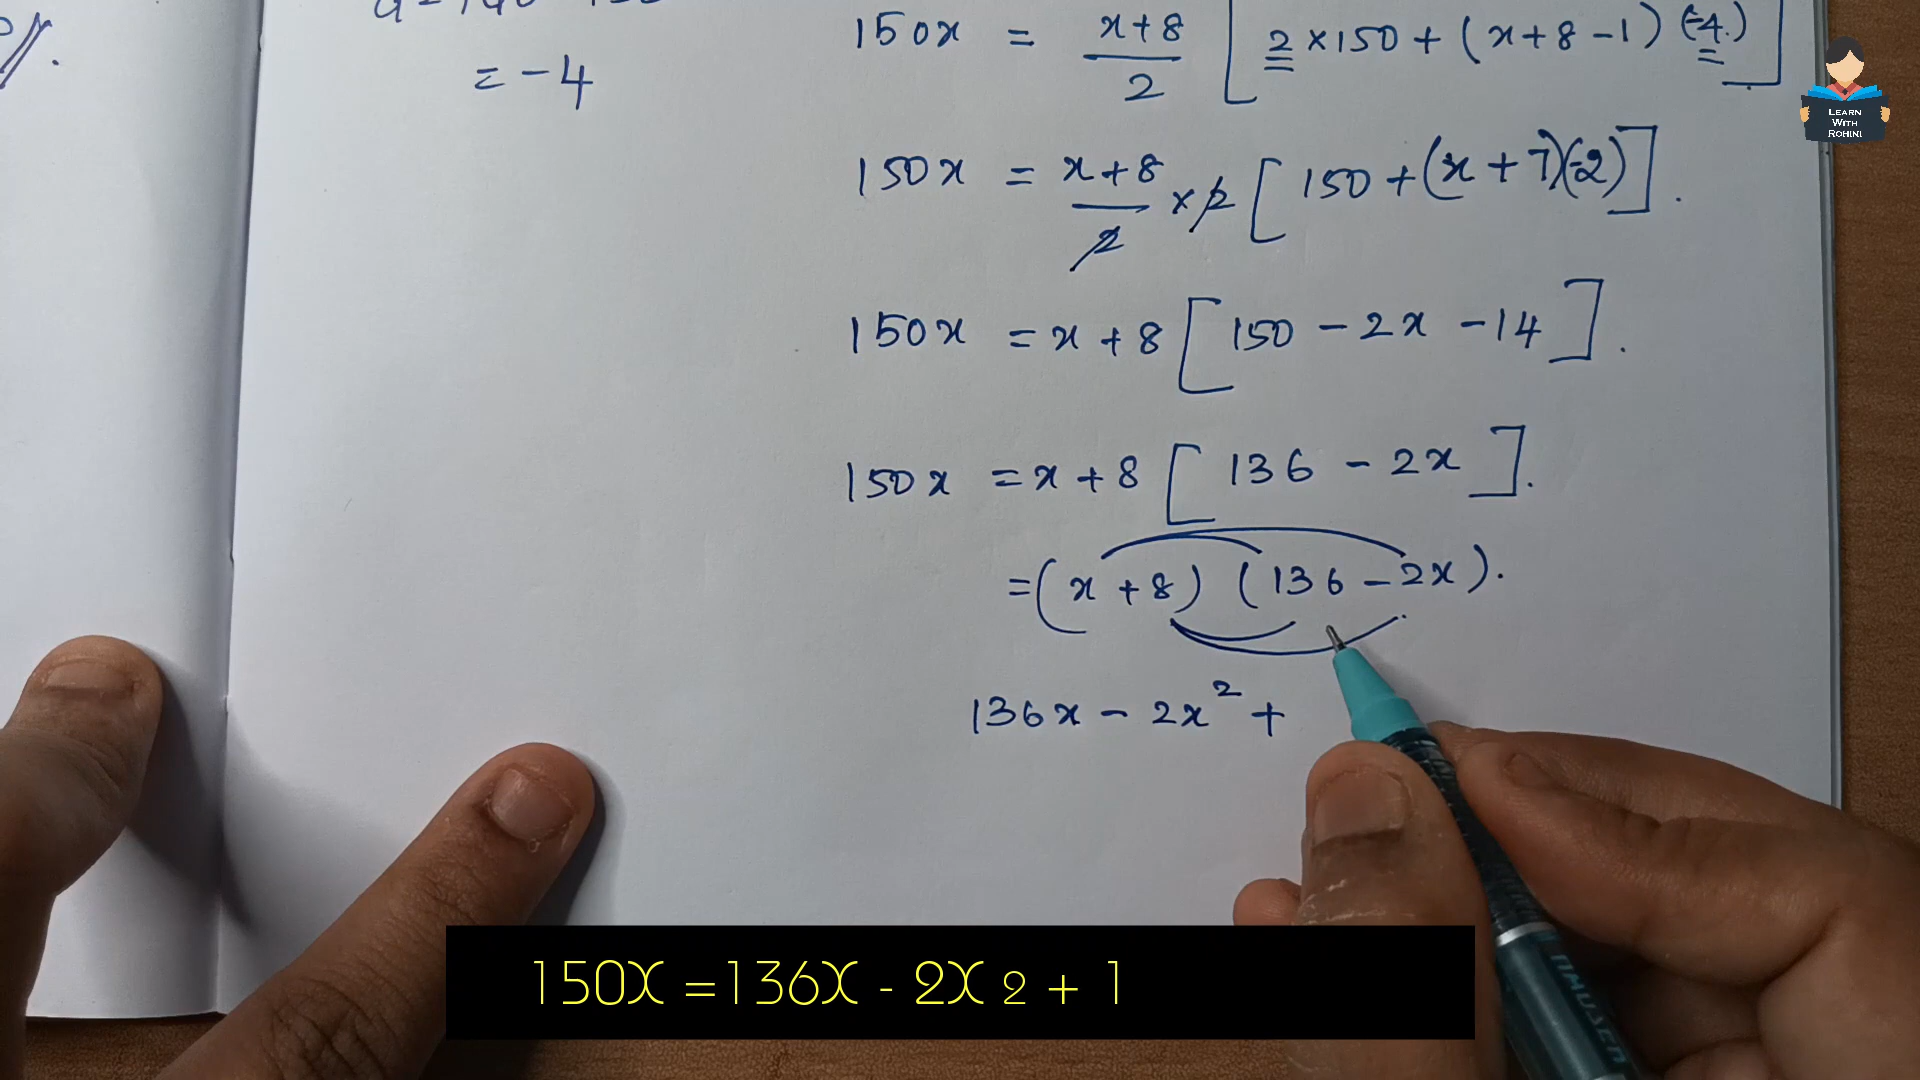 = -4
150x = x+8/2 [2×150 + (x+8-1) (-4)]
150x = x+8/2 × 2 [150 + (x+7)(-2)].
150x = x+8 [150 - 2x - 14].
150x = x+8 [136 - 2x].
= (x+8) (136 - 2x).
136x - 2x² +
LEARN
WITH
ROHINI
150X =136X - 2X 2 + 1